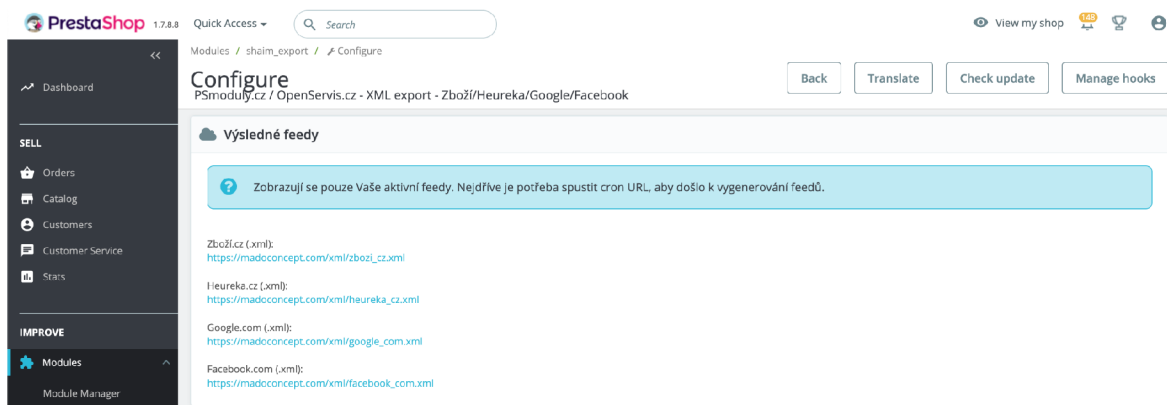 PrestaShop 1.7.8.8 Quick Access Search View my shop 148
Modules / shaim_export / Configure
Configure
Back Translate Check update Manage hooks
PSmoduly.cz / OpenServis.cz - XML export - Zboží/Heureka/Google/Facebook
Dashboard
SELL
Orders
Catalog
Customers
Customer Service
Stats
IMPROVE
Modules
Module Manager
Výsledné feedy
Zobrazují se pouze Vaše aktivní feedy. Nejdříve je potřeba spustit cron URL, aby došlo k vygenerování feedů.
Zboží.cz (.xml):
https://madoconcept.com/xml/zbozi_cz.xml
Heureka.cz (.xml):
https://madoconcept.com/xml/heureka_cz.xml
Google.com (.xml):
https://madoconcept.com/xml/google_com.xml
Facebook.com (.xml):
https://madoconcept.com/xml/facebook_com.xml